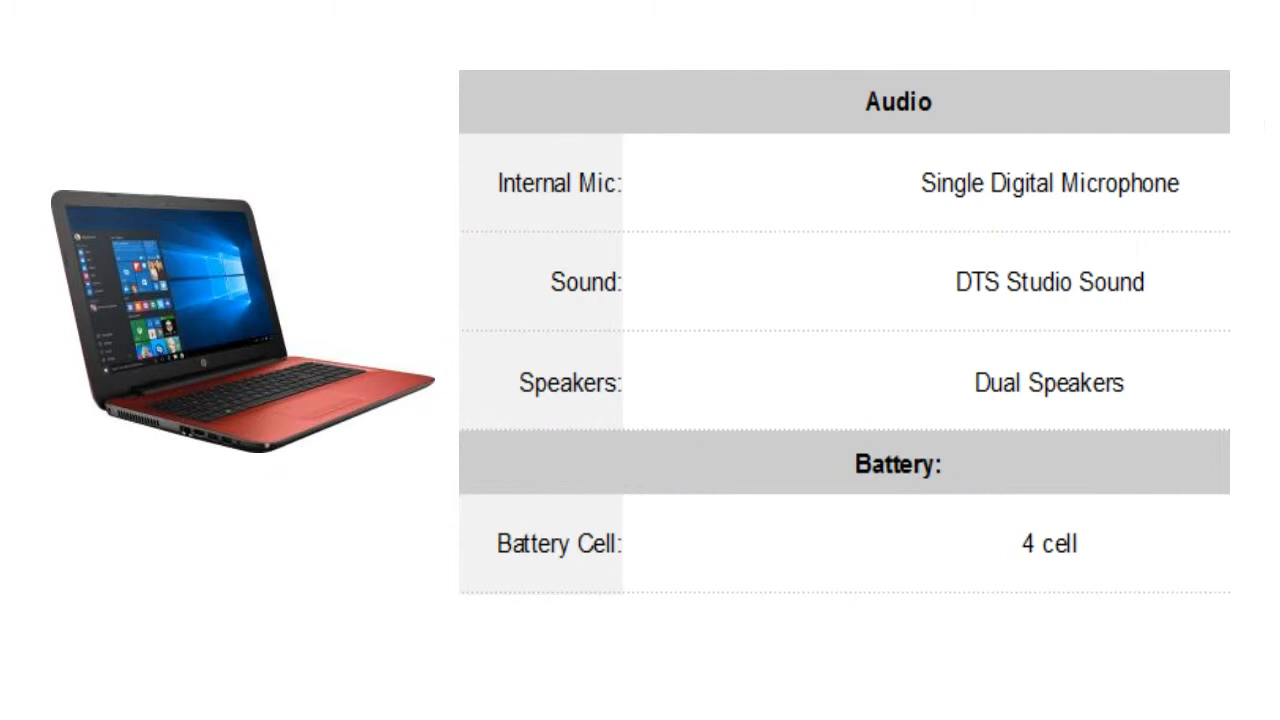 Audio
Internal Mic: Single Digital Microphone
Sound: DTS Studio Sound
Speakers: Dual Speakers
Battery:
Battery Cell: 4 cell